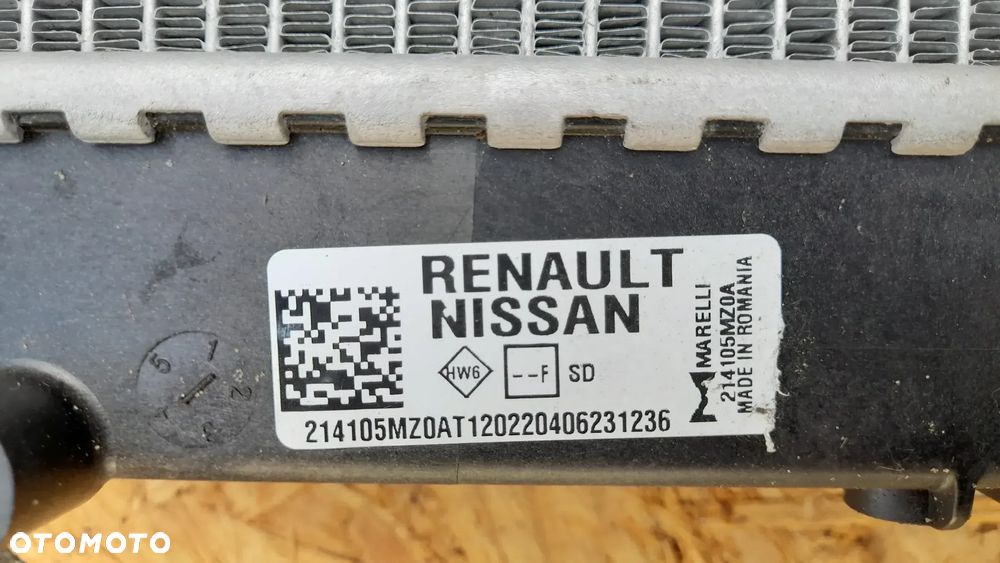 RENAULT
NISSAN
HW6
--F
SD
214105MZ0AT120220406231236
MARELLI
214105MZ0A
MADE IN ROMANIA
OTOMOTO